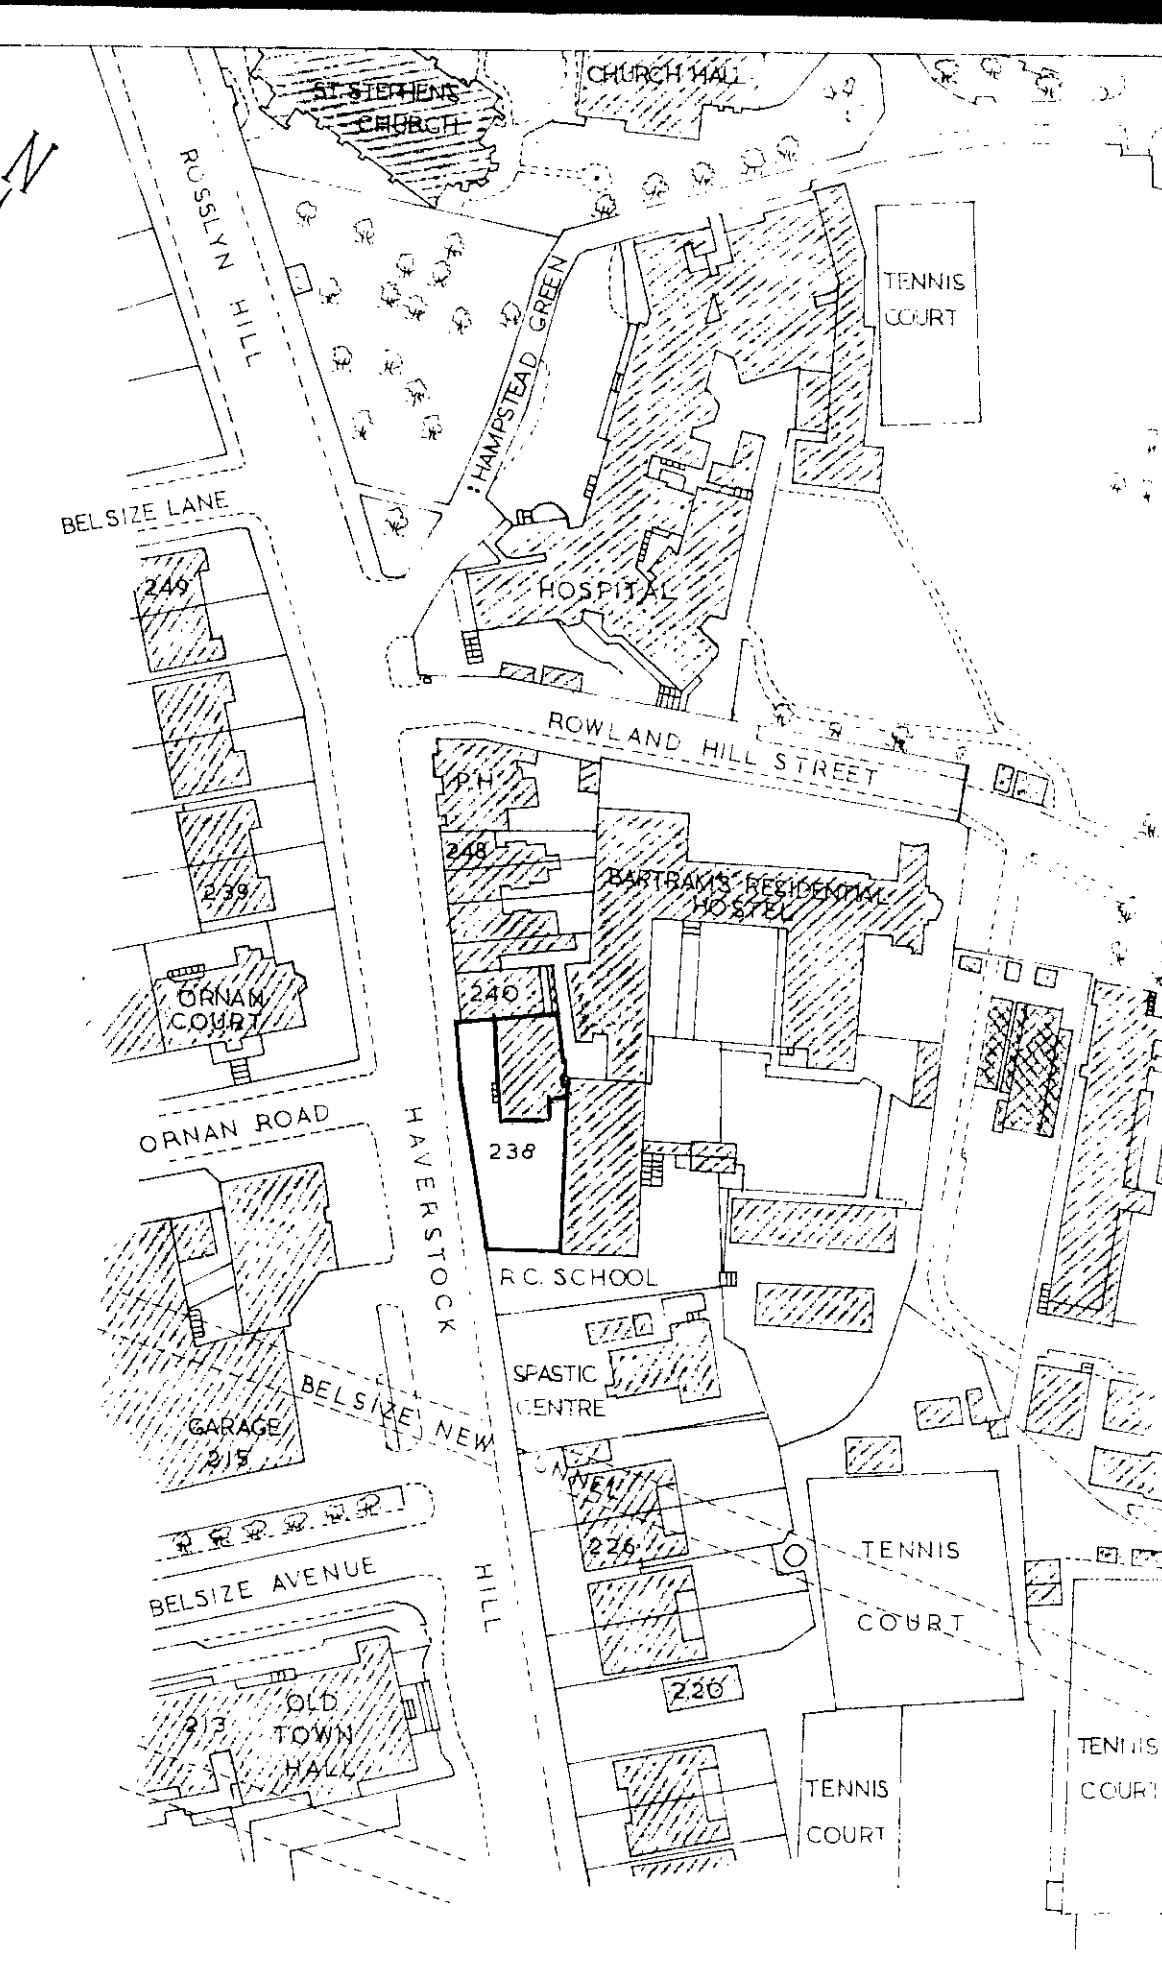 N
ST STEPHENS
CHURCH
CHURCH HALL
ROSSLYN HILL
HAMPSTEAD GREEN
TENNIS
COURT
BELSIZE LANE
249
HOSPITAL
ROWLAND HILL STREET
P.H
248
239
BARTRAMS RESIDENTIAL
HOSTEL
240
ORNAN
COURT
ORNAN ROAD
HAVERSTOCK HILL
238
R.C. SCHOOL
SPASTIC
CENTRE
BELSIZE NEW TUNNEL
GARAGE
215
226
TENNIS
COURT
BELSIZE AVENUE
220
213
OLD
TOWN
HALL
TENNIS
COURT
TENNIS
COURT